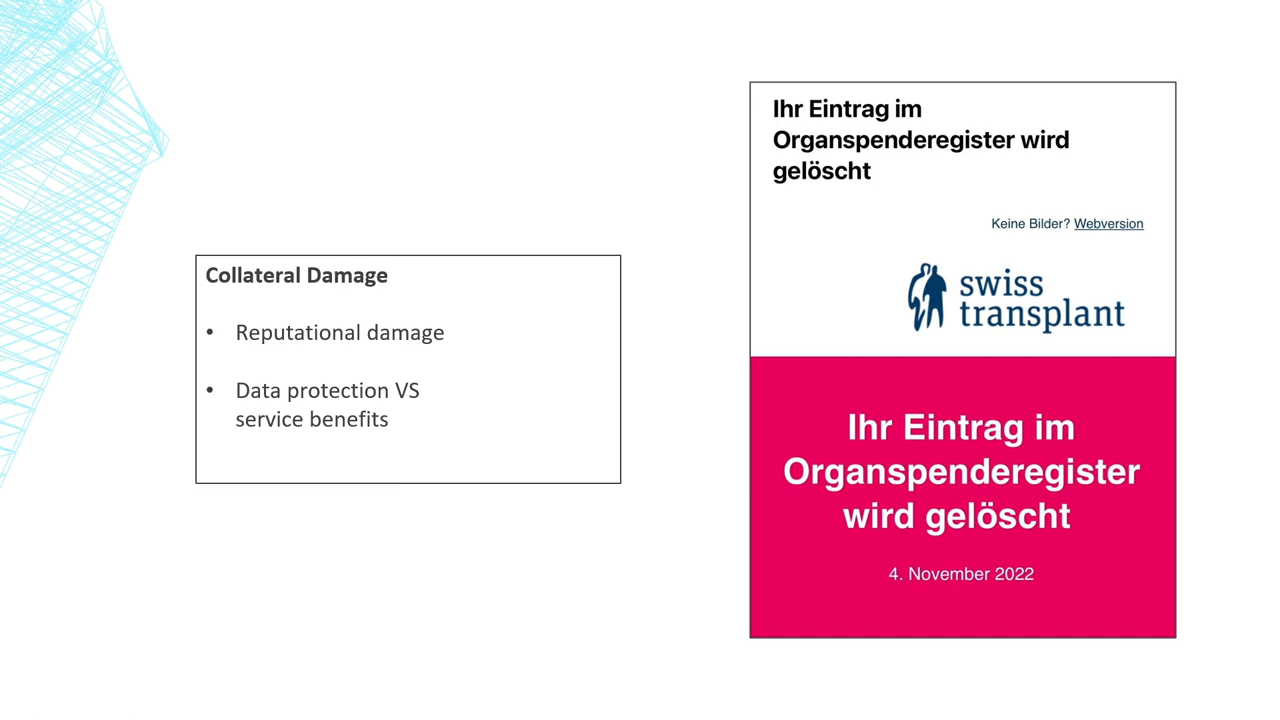 Collateral Damage
• Reputational damage
• Data protection VS
service benefits
Ihr Eintrag im
Organspenderegister wird
gelöscht
Keine Bilder? Webversion
swiss
transplant
Ihr Eintrag im
Organspenderegister
wird gelöscht
4. November 2022